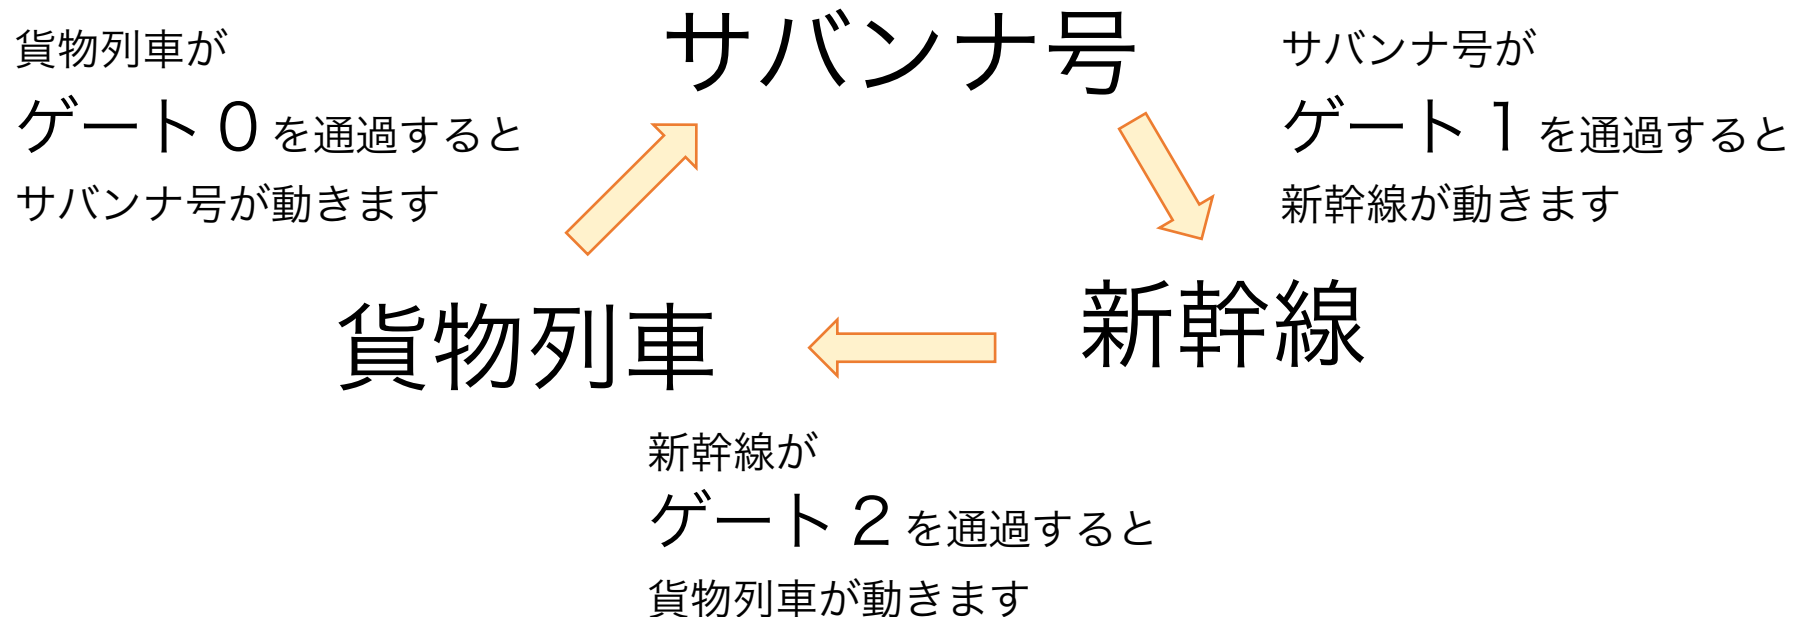 サバンナ号
貨物列車が
ゲート０を通過すると
サバンナ号が動きます
サバンナ号が
ゲート１を通過すると
新幹線が動きます
貨物列車
新幹線
新幹線が
ゲート２を通過すると
貨物列車が動きます